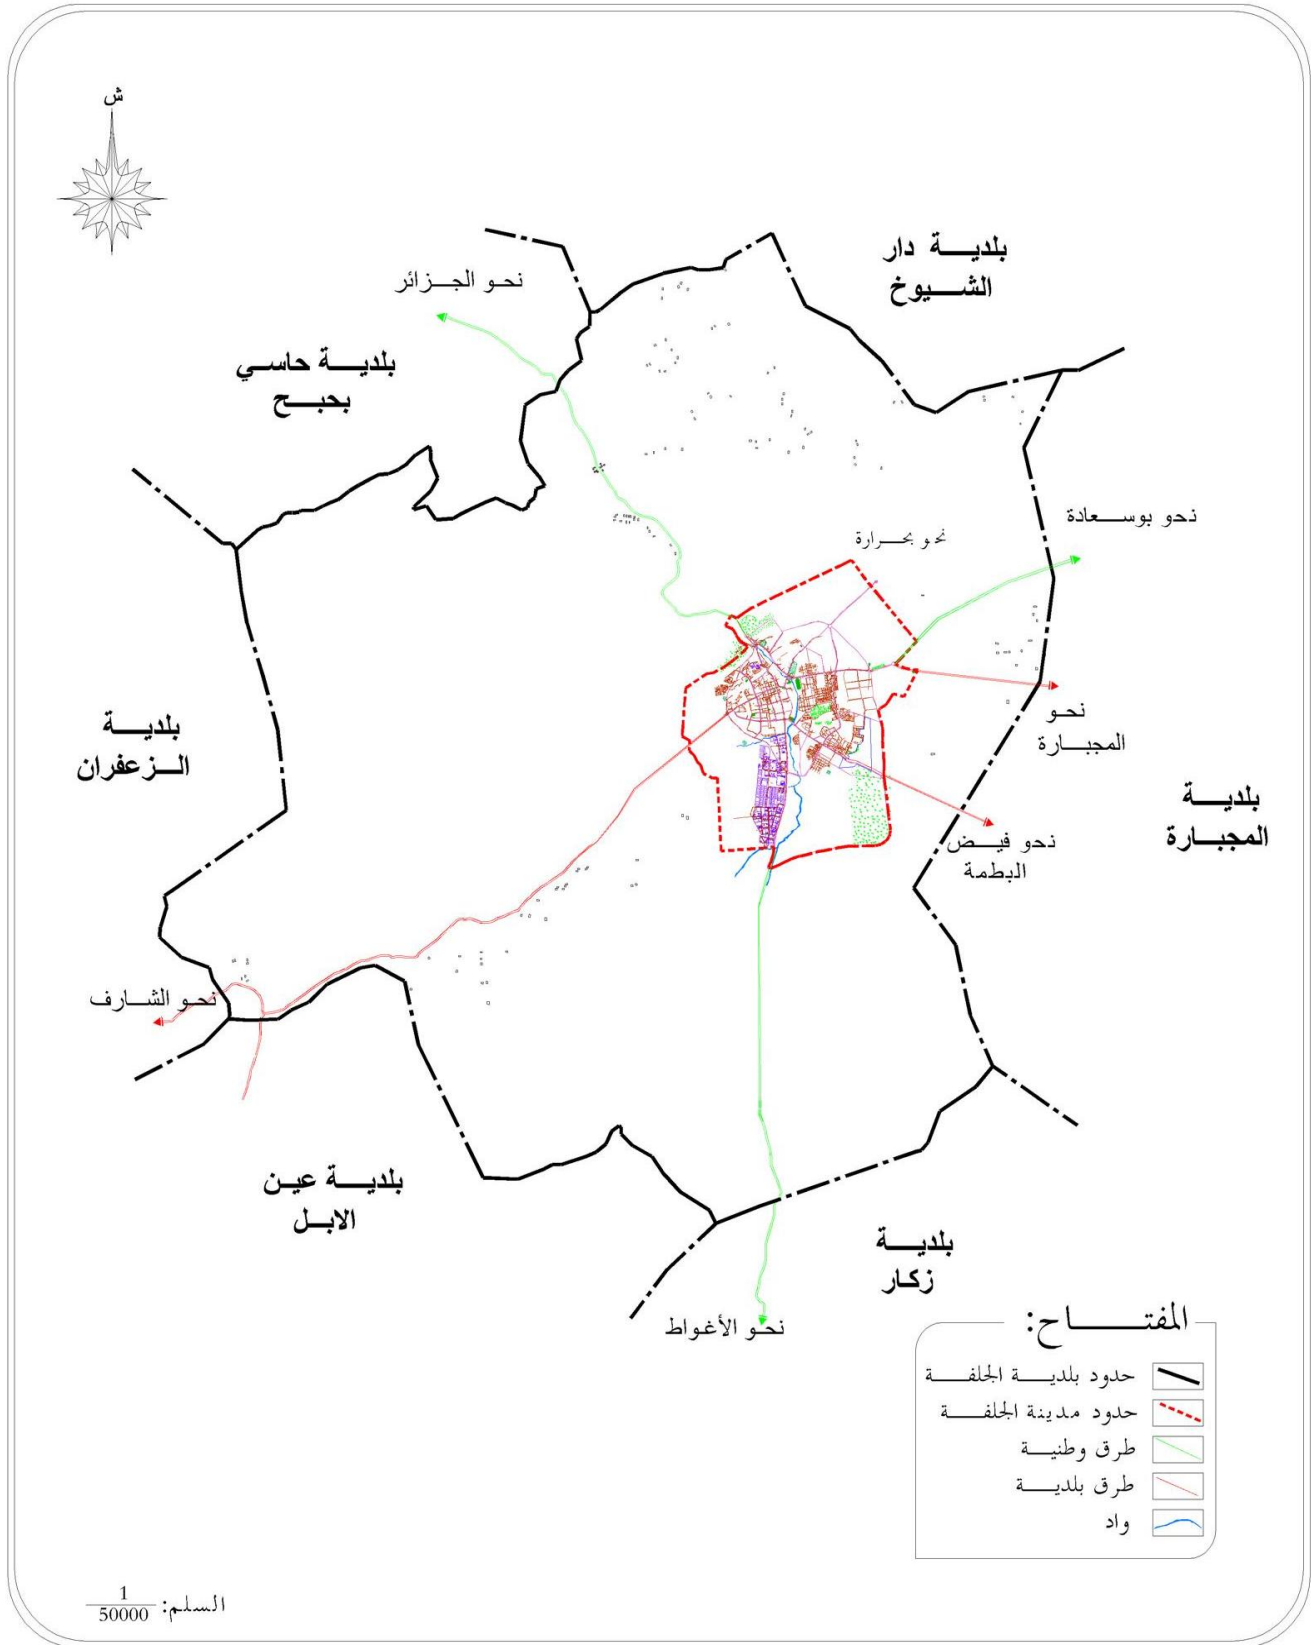 ش
بلدية دار
الشيوخ
نحو الجزائر
بلدية حاسي
بحبح
نحو بوسعادة
نحو بحرارة
نحو
المجبارة
بلدية
الزعفران
بلدية
المجبارة
نحو فيض
البطمة
نحو الشارف
بلدية عين
الابل
بلدية
زكار
نحو الأغواط
المفتاح:
حدود بلدية الجلفة
حدود مدينة الجلفة
طرق وطنية
طرق بلدية
واد
السلم: 1
50000